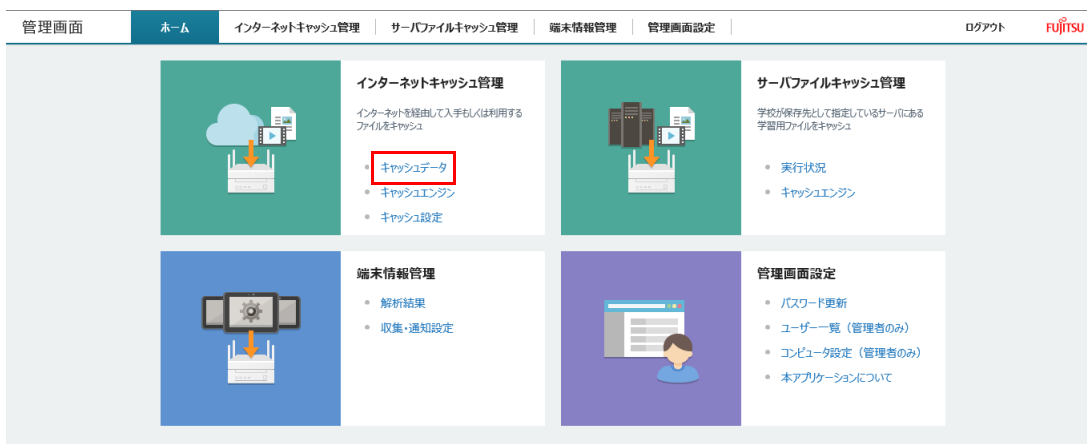 管理画面
ホーム
インターネットキャッシュ管理
サーバファイルキャッシュ管理
端末情報管理
管理画面設定
ログアウト
FUJITSU
インターネットキャッシュ管理
インターネットを経由して入手もしくは利用する
ファイルをキャッシュ
キャッシュデータ
キャッシュエンジン
キャッシュ設定
サーバファイルキャッシュ管理
学校が保存先として指定しているサーバにある
学習用ファイルをキャッシュ
実行状況
キャッシュエンジン
端末情報管理
解析結果
収集・通知設定
管理画面設定
パスワード更新
ユーザー一覧（管理者のみ）
コンピュータ設定（管理者のみ）
本アプリケーションについて